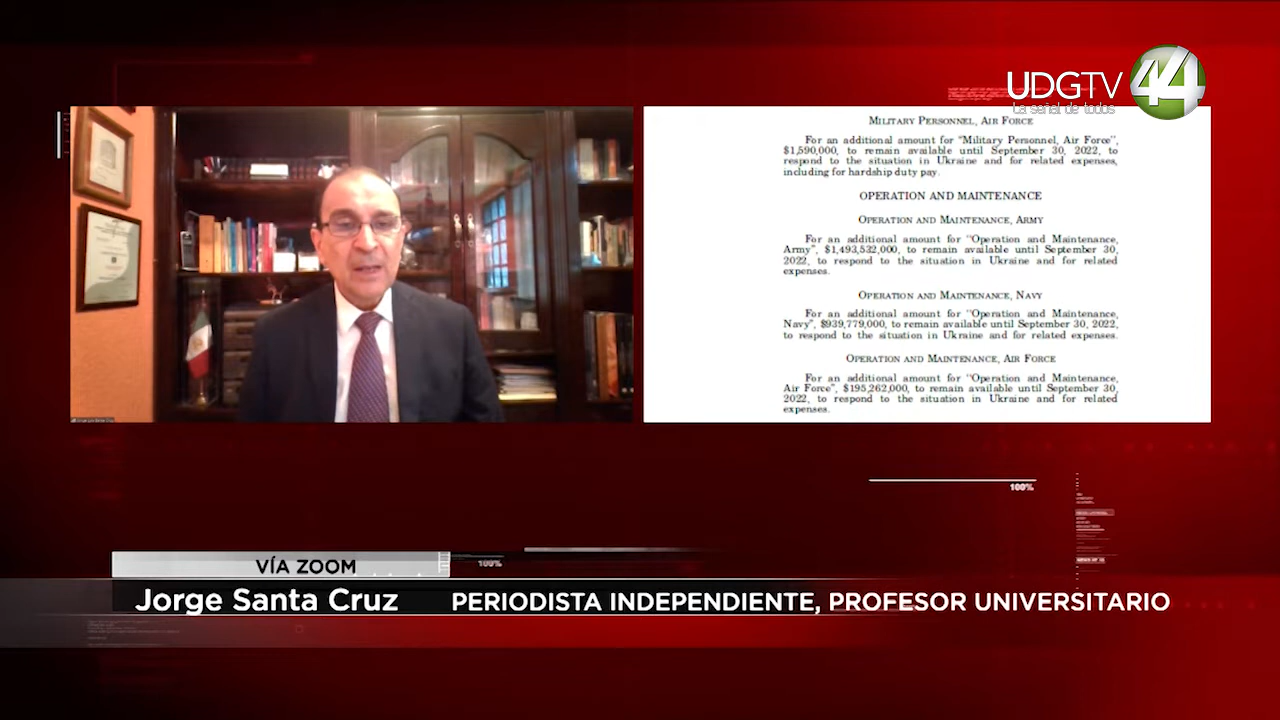 UDGTV 44
La señal de todos
MILITARY PERSONNEL, AIR FORCE
For an additional amount for "Military Personnel, Air Force",
$1,590,000, to remain available until September 30, 2022, to
respond to the situation in Ukraine and for related expenses,
including for hardship duty pay.
OPERATION AND MAINTENANCE
OPERATION AND MAINTENANCE, ARMY
For an additional amount for "Operation and Maintenance,
Army", $1,493,532,000, to remain available until September 30,
2022, to respond to the situation in Ukraine and for related
expenses.
OPERATION AND MAINTENANCE, NAVY
For an additional amount for "Operation and Maintenance,
Navy", $939,779,000, to remain available until September 30, 2022,
to respond to the situation in Ukraine and for related expenses.
OPERATION AND MAINTENANCE, AIR FORCE
For an additional amount for "Operation and Maintenance,
Air Force", $195,262,000, to remain available until September 30,
2022, to respond to the situation in Ukraine and for related
expenses.
100%
VÍA ZOOM
100%
Jorge Santa Cruz
PERIODISTA INDEPENDIENTE, PROFESOR UNIVERSITARIO